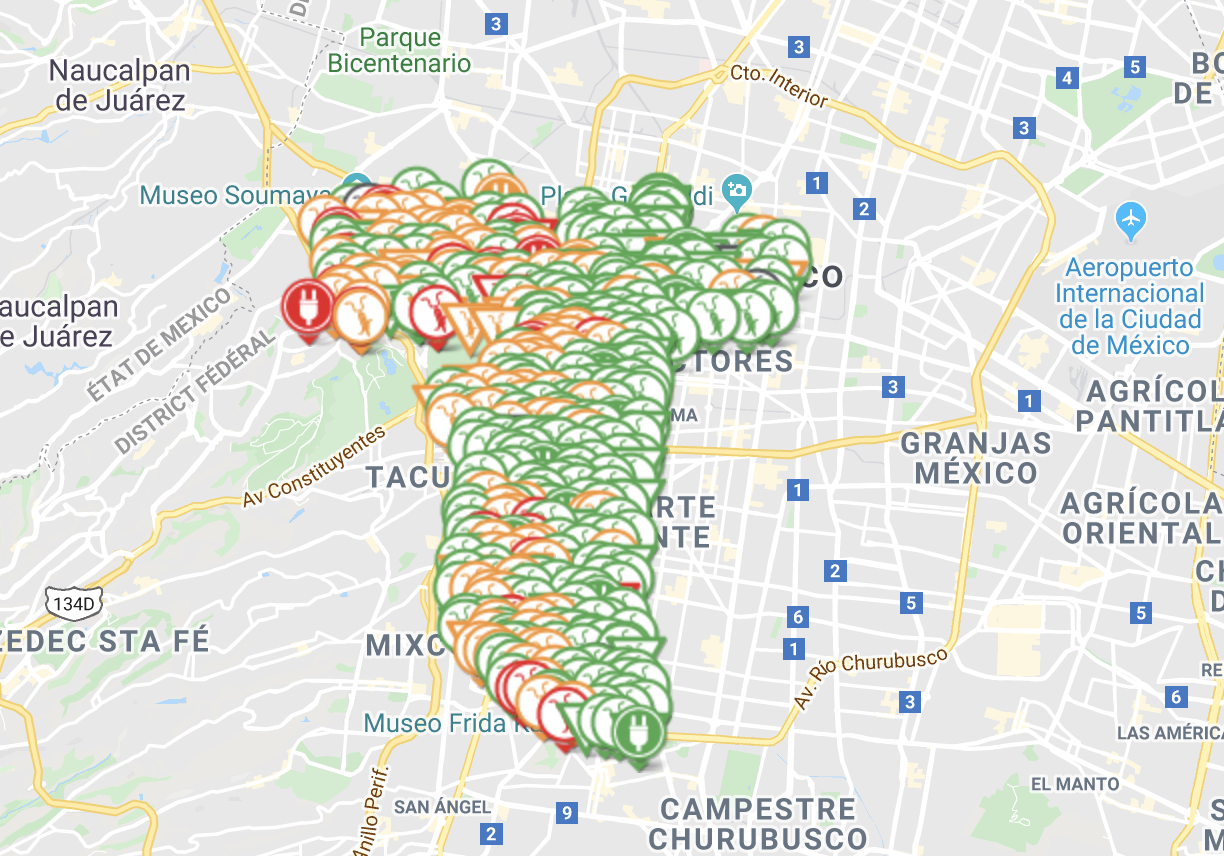 3
Parque
Bicentenario
3
Naucalpan
de Juárez
Cto. Interior
4
5
BO
DE
3
3
Museo Soumaya
1
2
CO
Aeropuerto
Internacional
de la Ciudad
de México
aucalpan
e Juárez
ÉTAT DE MEXICO
DISTRICT FÉDÉRAL
CTORES
3
1
AGRÍCOL
PANTITLA
MA
GRANJAS
MÉXICO
Av Constituyentes
TACU
1
ARTE
NTE
AGRÍCOLA
ORIENTAL
2
CH
D
134D
5
5
6
ZEDEC STA FÉ
MIXC
1
Av. Río Churubusco
RE
3
6
Museo Frida K
LAS AMÉRICA
Anillo Perif.
EL MANTO
SAN ÁNGEL
9
2
CAMPESTRE
CHURUBUSCO
S
M